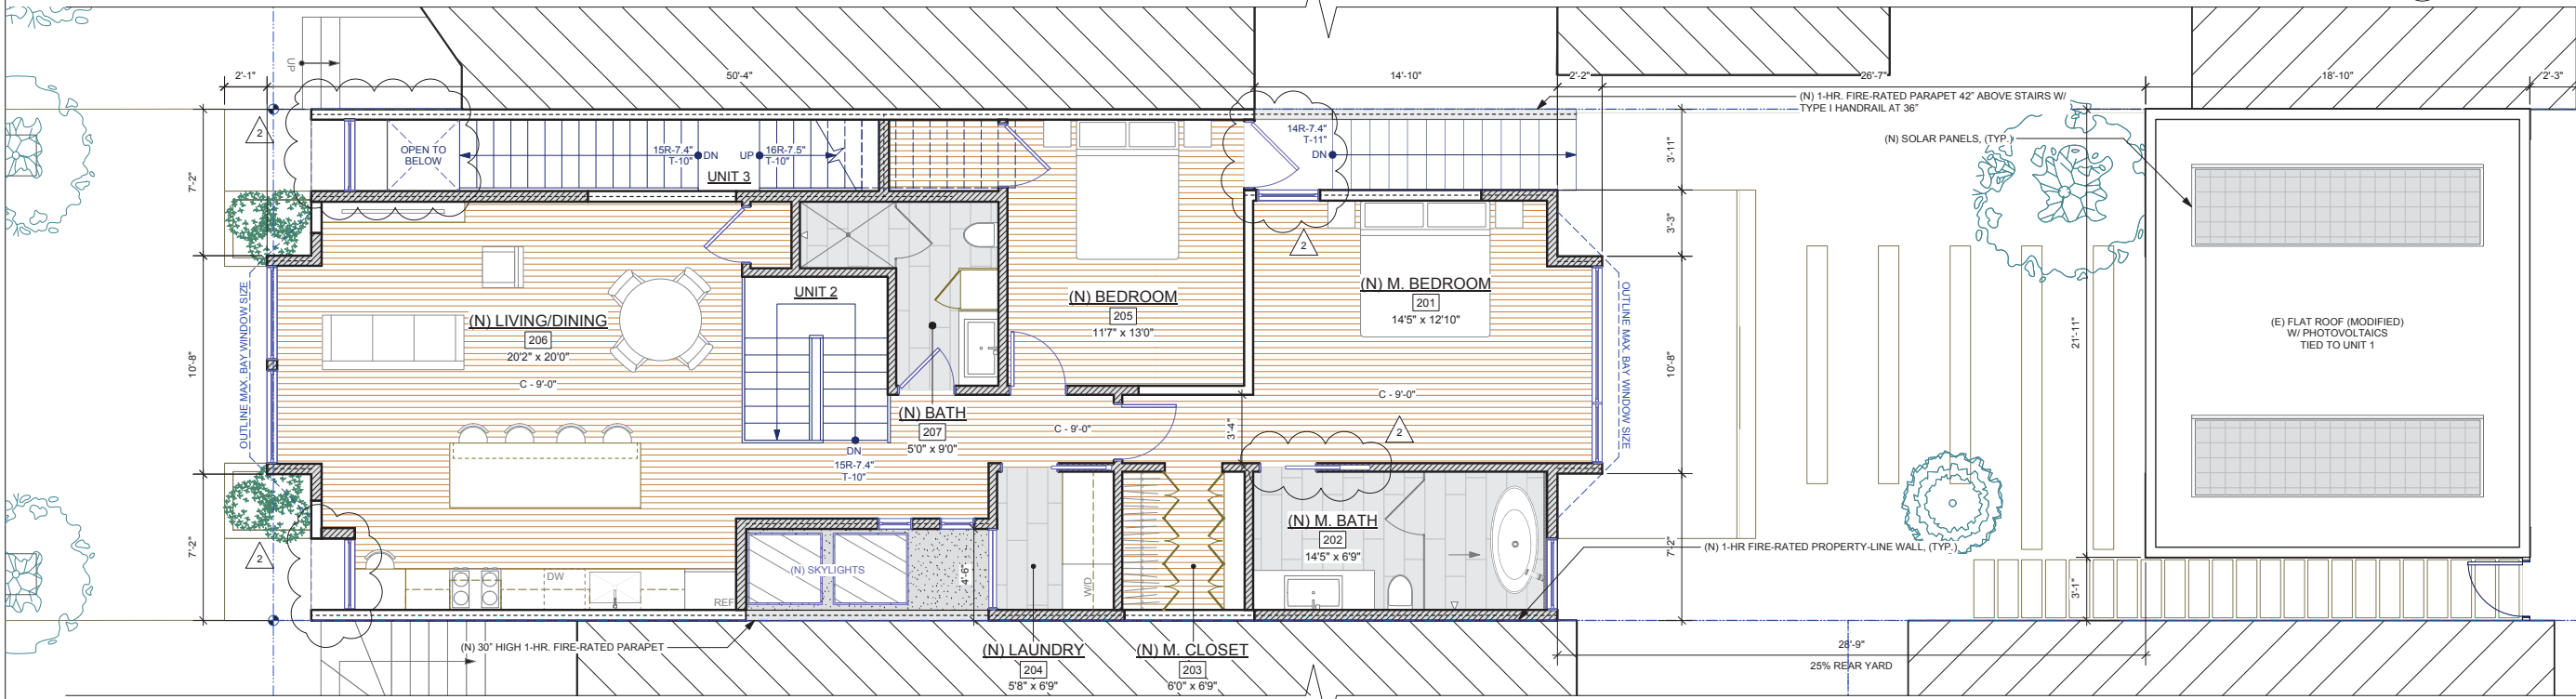 2'-1"
50'-4"
14'-10"
2'-2"
26'-7"
18'-10"
2'-3"
UP
(N) 1-HR. FIRE-RATED PARAPET 42" ABOVE STAIRS W/
TYPE I HANDRAIL AT 36"
(N) SOLAR PANELS, (TYP.)
2
OPEN TO
BELOW
15R-7.4"
T-10"
DN
UP
16R-7.5"
T-10"
UNIT 3
14R-7.4"
T-11"
DN
3'-11"
7'-2"
3'-3"
2
UNIT 2
(N) LIVING/DINING
206
20'2" x 20'0"
C - 9'-0"
(N) BEDROOM
205
11'7" x 13'0"
(N) M. BEDROOM
201
14'5" x 12'10"
C - 9'-0"
OUTLINE MAX. BAY WINDOW SIZE
OUTLINE MAX. BAY WINDOW SIZE
10'-8"
10'-8"
21'-11"
(E) FLAT ROOF (MODIFIED)
W/ PHOTOVOLTAICS
TIED TO UNIT 1
(N) BATH
207
5'0" x 9'0"
C - 9'-0"
3'-4"
2
DN
15R-7.4"
T-10"
(N) M. BATH
202
14'5" x 6'9"
2
7'-2"
7'-2"
(N) 1-HR FIRE-RATED PROPERTY-LINE WALL, (TYP.)
DW
REF
(N) SKYLIGHTS
4'-6"
W/D
3'-1"
(N) 30" HIGH 1-HR. FIRE-RATED PARAPET
(N) LAUNDRY
204
5'8" x 6'9"
(N) M. CLOSET
203
6'0" x 6'9"
28'-9"
25% REAR YARD